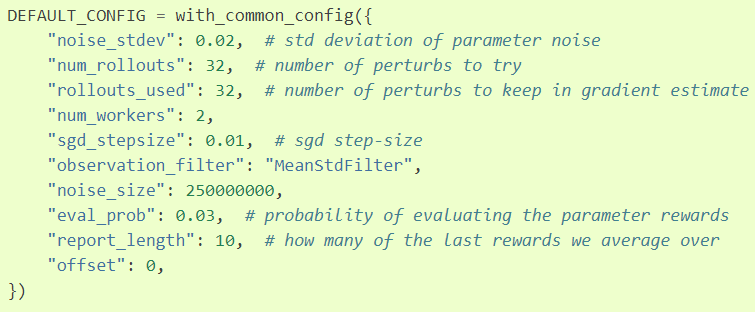 DEFAULT_CONFIG = with_common_config({
    "noise_stdev": 0.02,  # std deviation of parameter noise
    "num_rollouts": 32,  # number of perturbs to try
    "rollouts_used": 32,  # number of perturbs to keep in gradient estimate
    "num_workers": 2,
    "sgd_stepsize": 0.01,  # sgd step-size
    "observation_filter": "MeanStdFilter",
    "noise_size": 250000000,
    "eval_prob": 0.03,  # probability of evaluating the parameter rewards
    "report_length": 10,  # how many of the last rewards we average over
    "offset": 0,
})